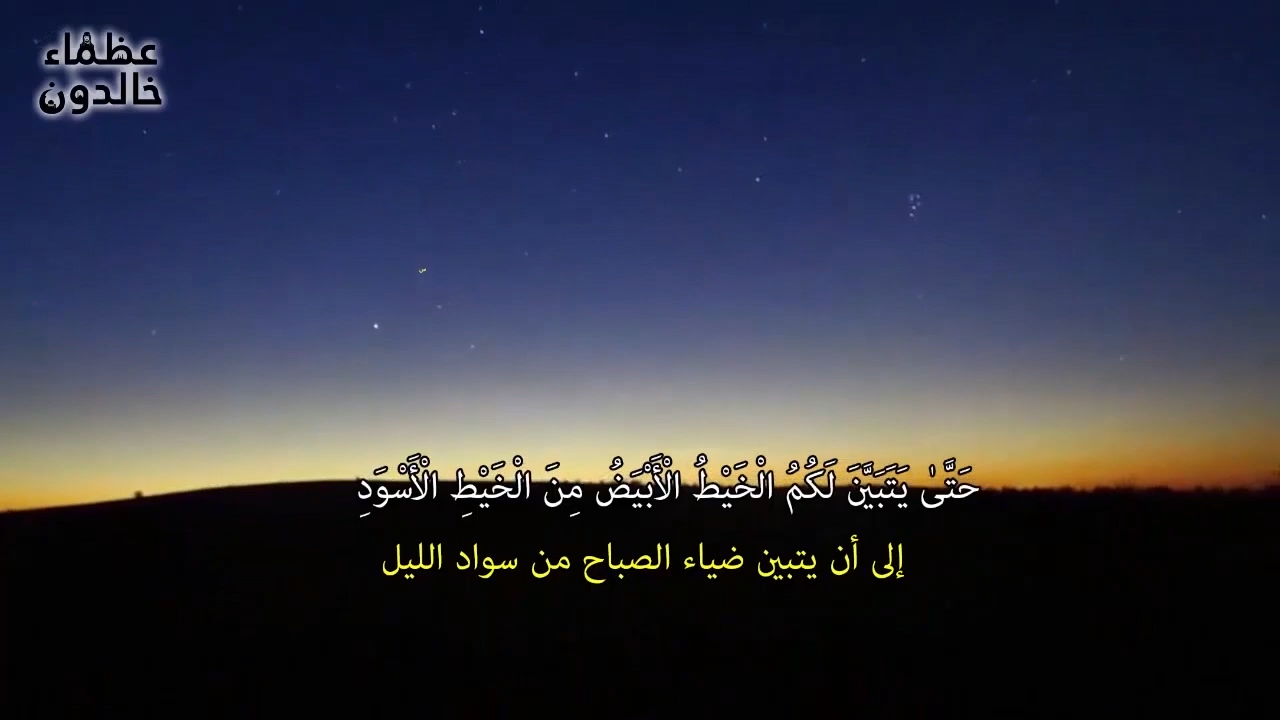 عظماء
خالدون
حَتَّىٰ يَتَبَيَّنَ لَكُمُ الْخَيْطُ الْأَبْيَضُ مِنَ الْخَيْطِ الْأَسْوَدِ
إلى أن يتبين ضياء الصباح من سواد الليل